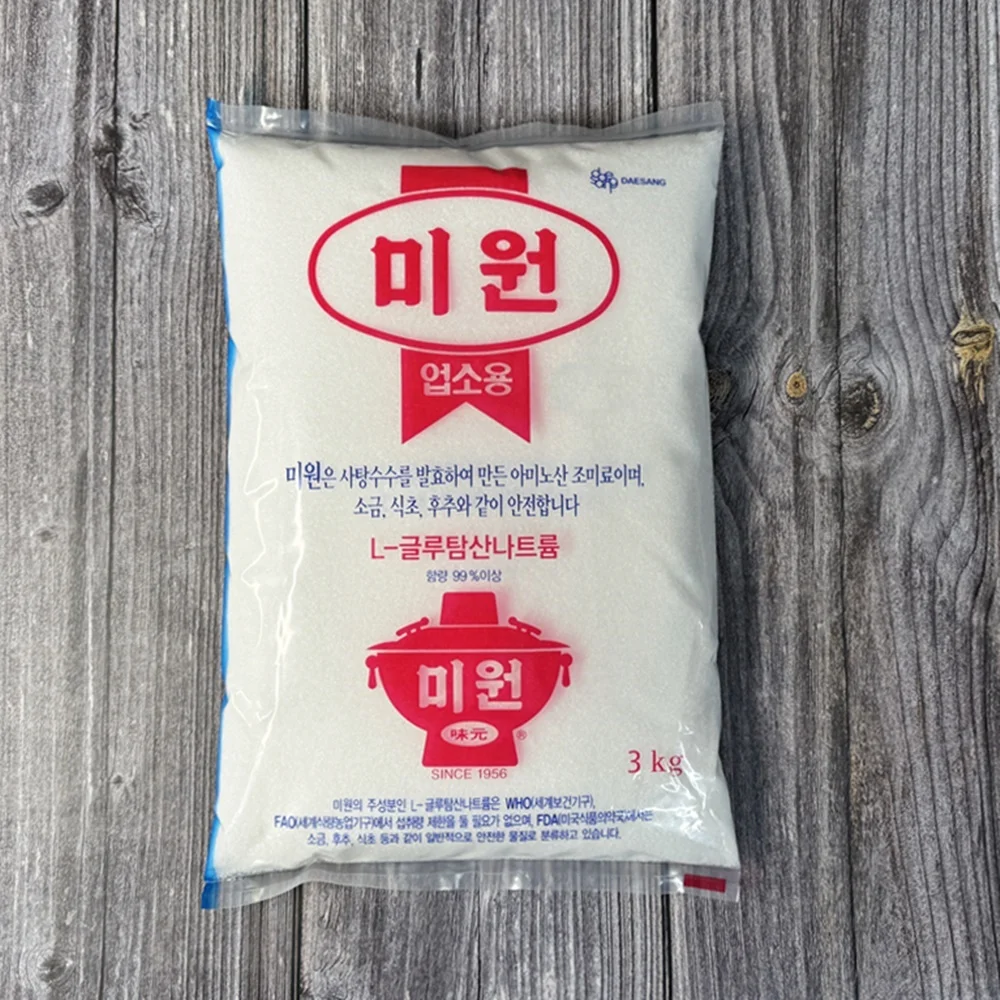 DAESANG
미원
업소용
미원은 사탕수수를 발효하여 만든 아미노산 조미료이며,
소금, 식초, 후추와 같이 안전합니다
L-글루탐산나트륨
함량 99%이상
미원
味元 ®
SINCE 1956
3 kg
미원의 주성분인 L-글루탐산나트륨은 WHO(세계보건기구),
FAO(세계식량농업기구)에서 섭취량 제한을 둘 필요가 없으며, FDA(미국식품의약국)에서는
소금, 후추, 식초 등과 같이 일반적으로 안전한 물질로 분류하고 있습니다.